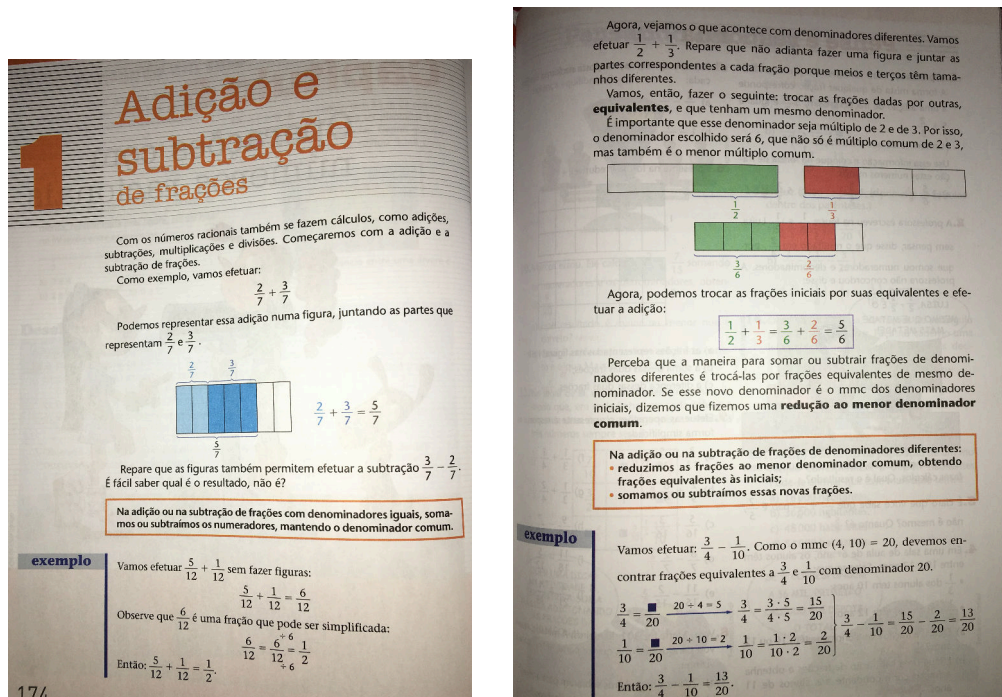 1
Adição e
subtração
de frações
Com os números racionais também se fazem cálculos, como adições,
subtrações, multiplicações e divisões. Começaremos com a adição e a
subtração de frações.
Como exemplo, vamos efetuar:
2/7 + 3/7
Podemos representar essa adição numa figura, juntando as partes que
representam 2/7 e 3/7.
2/7 3/7
2/7 + 3/7 = 5/7
5/7
Repare que as figuras também permitem efetuar a subtração 3/7 − 2/7.
É fácil saber qual é o resultado, não é?
Na adição ou na subtração de frações com denominadores iguais, soma-
mos ou subtraímos os numeradores, mantendo o denominador comum.
exemplo
Vamos efetuar 5/12 + 1/12 sem fazer figuras:
5/12 + 1/12 = 6/12
Observe que 6/12 é uma fração que pode ser simplificada:
6/12 = 6 ÷ 6/12 ÷ 6 = 1/2
Então: 5/12 + 1/12 = 1/2.
174
Agora, vejamos o que acontece com denominadores diferentes. Vamos
efetuar 1/2 + 1/3. Repare que não adianta fazer uma figura e juntar as
partes correspondentes a cada fração porque meios e terços têm tama-
nhos diferentes.
Vamos, então, fazer o seguinte: trocar as frações dadas por outras,
equivalentes, e que tenham um mesmo denominador.
É importante que esse denominador seja múltiplo de 2 e de 3. Por isso,
o denominador escolhido será 6, que não só é múltiplo comum de 2 e 3,
mas também é o menor múltiplo comum.
1/2 1/3
3/6 2/6
Agora, podemos trocar as frações iniciais por suas equivalentes e efe-
tuar a adição:
1/2 + 1/3 = 3/6 + 2/6 = 5/6
Perceba que a maneira para somar ou subtrair frações de denomi-
nadores diferentes é trocá-las por frações equivalentes de mesmo de-
nominador. Se esse novo denominador é o mmc dos denominadores
iniciais, dizemos que fizemos uma redução ao menor denominador
comum.
Na adição ou na subtração de frações de denominadores diferentes:
• reduzimos as frações ao menor denominador comum, obtendo
frações equivalentes às iniciais;
• somamos ou subtraímos essas novas frações.
exemplo
Vamos efetuar: 3/4 − 1/10. Como o mmc (4, 10) = 20, devemos en-
contrar frações equivalentes a 3/4 e 1/10 com denominador 20.
3/4 = ■/20 20 ÷ 4 = 5 3/4 = 3 · 5/4 · 5 = 15/20
1/10 = ■/20 20 ÷ 10 = 2 1/10 = 1 · 2/10 · 2 = 2/20
3/4 − 1/10 = 15/20 − 2/20 = 13/20
Então: 3/4 − 1/10 = 13/20.